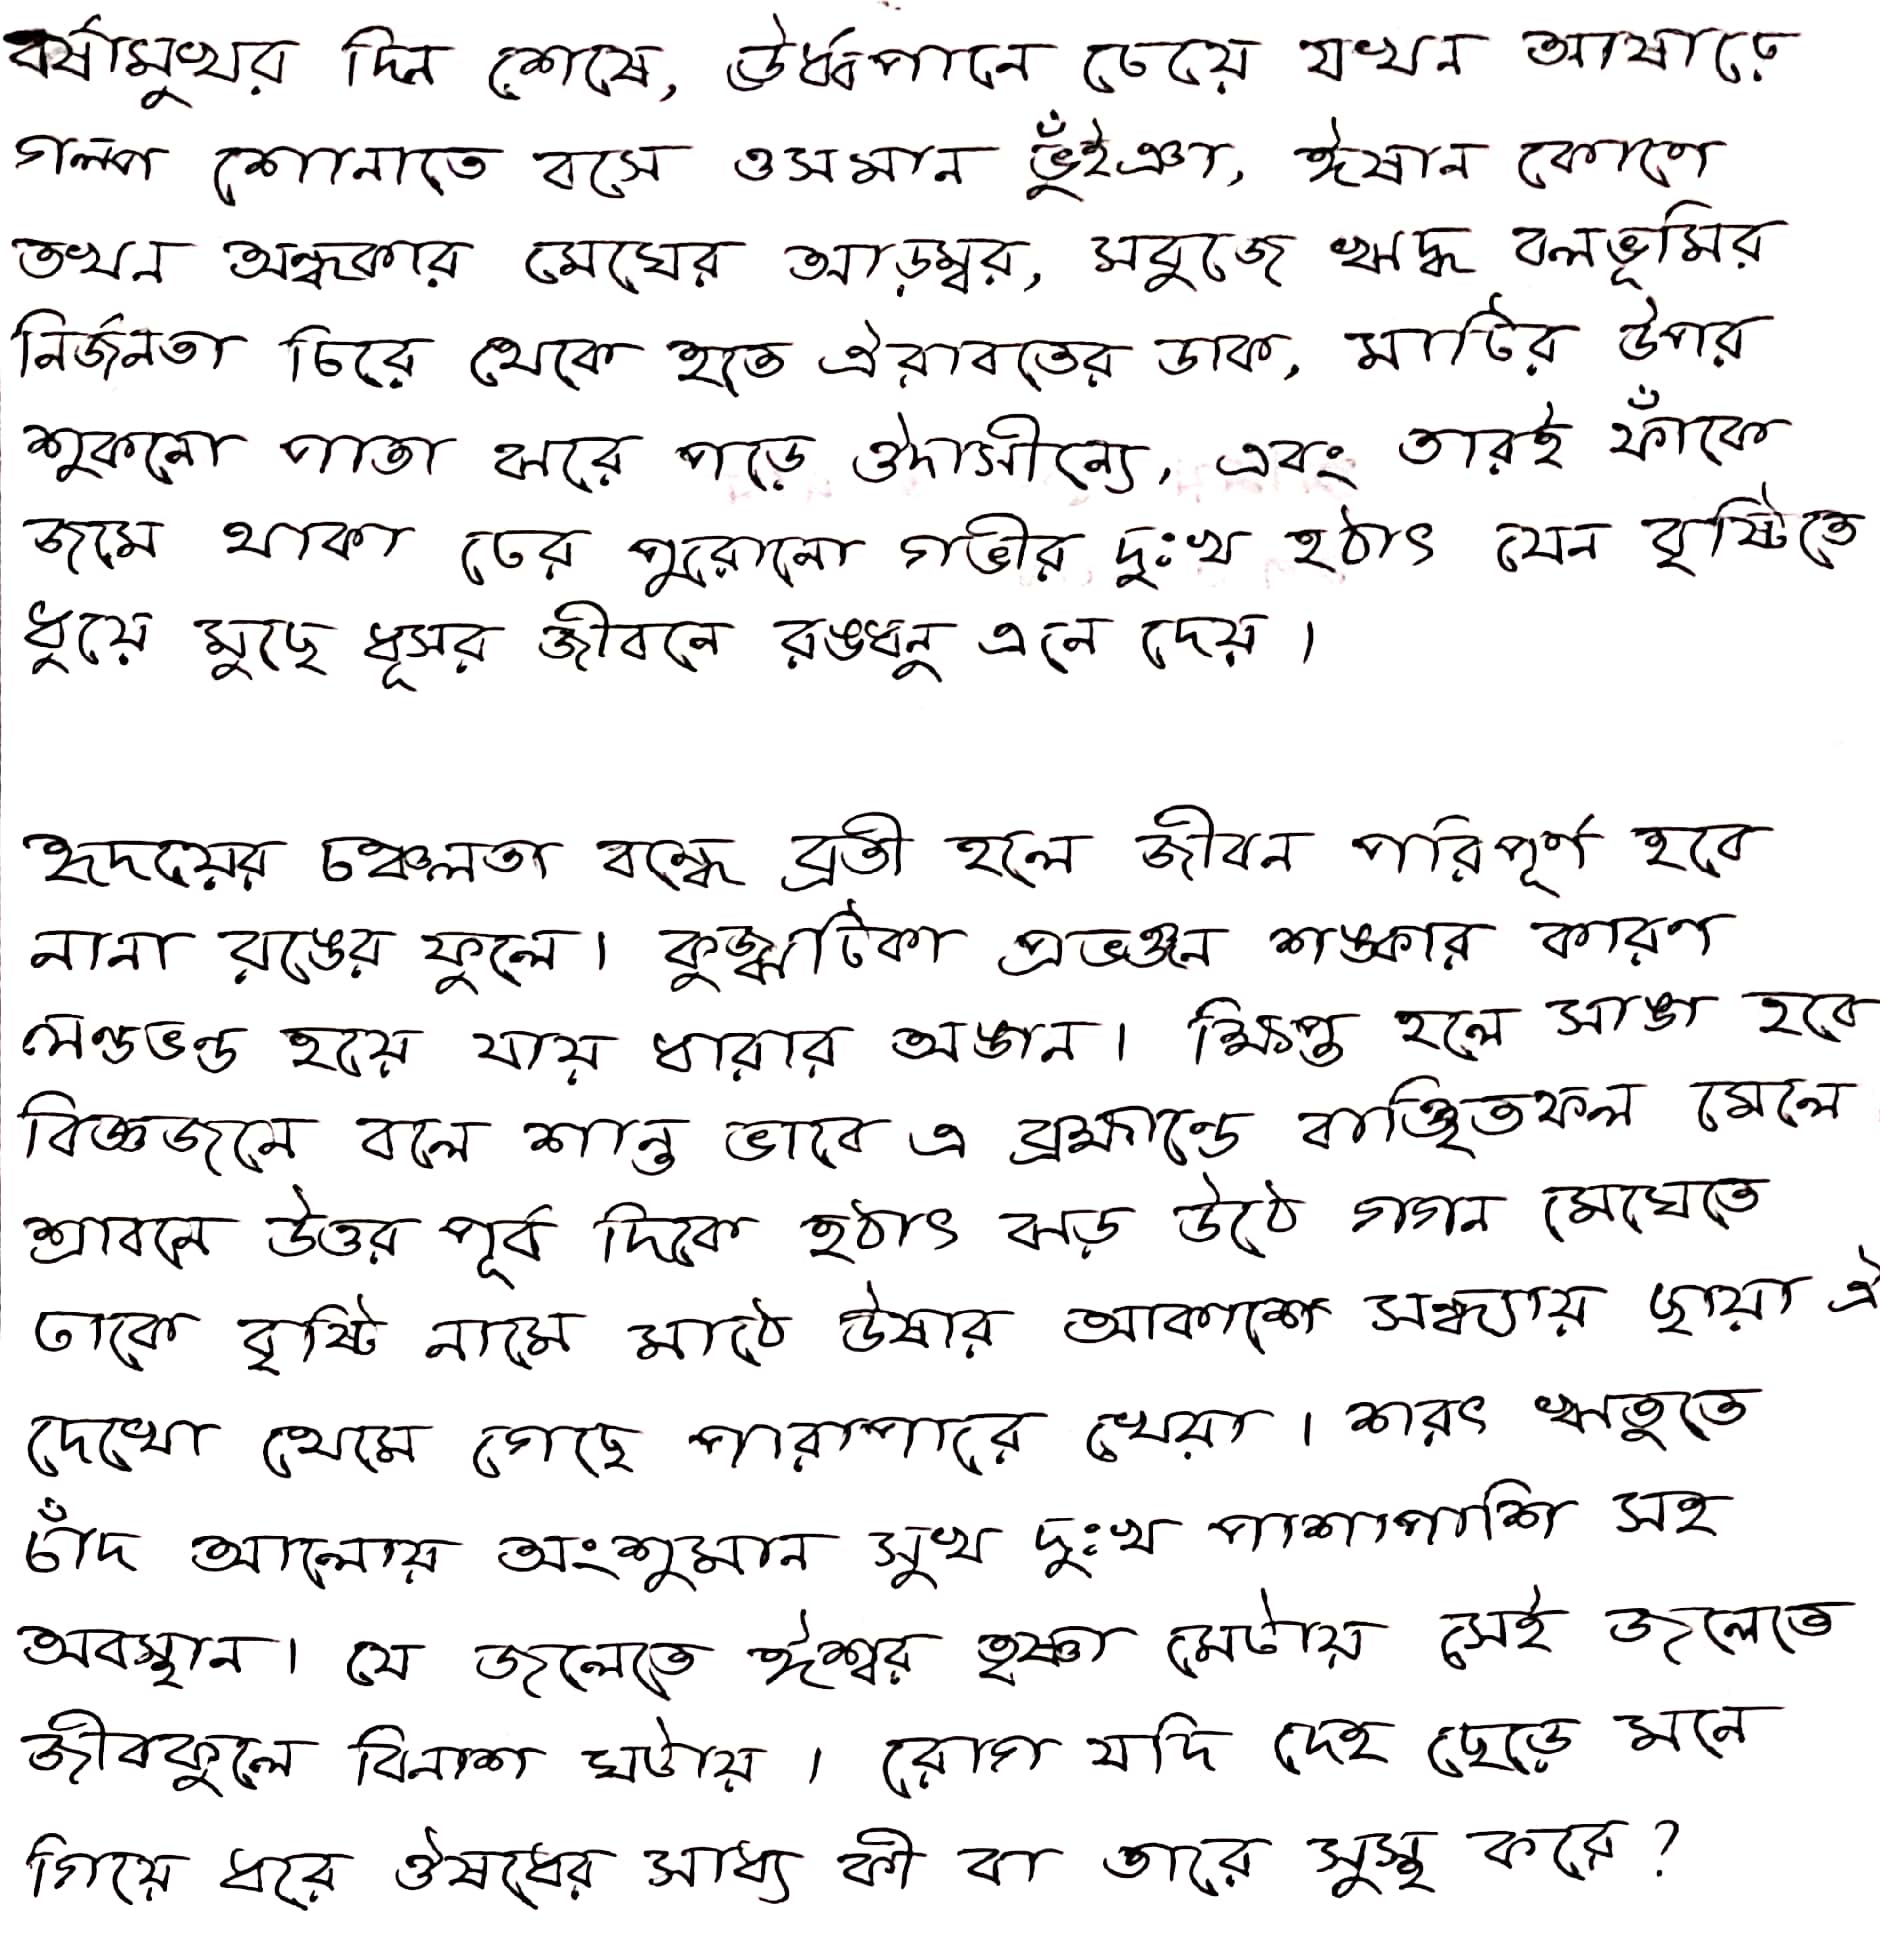 বর্ষামুখর দিন শেষে, ঊর্ধ্বপানে চেয়ে যখন আষাঢ়ে
গল্প শোনাতে বসে ওসমান ভুঁইঞা, ঈষান কোণে
তখন অন্ধকার মেঘের আড়ম্বর, সবুজে ঋদ্ধ বনভূমির
নির্জনতা চিরে থেকে হতে ঐরাবতের ডাক, মাটির উপর
শুকনো পাতা ঝরে পড়ে ঔদাসীন্যে, এবং তারই ফাঁকে
জমে থাকা ঢের পুরোনো গভীর দুঃখ হঠাৎ যেন বৃষ্টিতে
ধুয়ে মুছে ধূসর জীবনে রঙধনু এনে দেয়।
হৃদয়ের চঞ্চলতা বন্ধে ব্রতী হলে জীবন পরিপূর্ণ হবে
নানা রঙের ফুলে। কুজ্ঝটিকা প্রভঞ্জন শঙ্কার কারণ
লণ্ডভণ্ড হয়ে যায় ধারার অঙ্গন। ক্ষিপ্ত হলে সাঙ্গ হবে
বিজ্ঞজনে বলে শান্ত ভাবে এ ব্রহ্মাণ্ডে বাঞ্ছিতফল মেলে
শ্রাবনে উত্তর পূর্ব দিকে হঠাৎ ঝড় উঠে গগন মেঘেতে
ঢাকে বৃষ্টি নামে মাঠে ঊষার আকাশে সন্ধ্যায় ছায়া ঐ
দেখো থেমে গেছে পারাপারে খেয়া। শরৎ ঋতুতে
চাঁদ আলোয় অংশুমান সুখ দুঃখ পাশাপাশি সহ
অবস্থান। যে জলেতে ঈশ্বর তৃষ্ণা মেটায় সেই জলেতে
জীবকুলে বিনাশ ঘটায়। রোগ যদি দেহ ছেড়ে মনে
গিয়ে ধরে ঔষধের সাধ্য কী বা তারে সুস্থ করে?